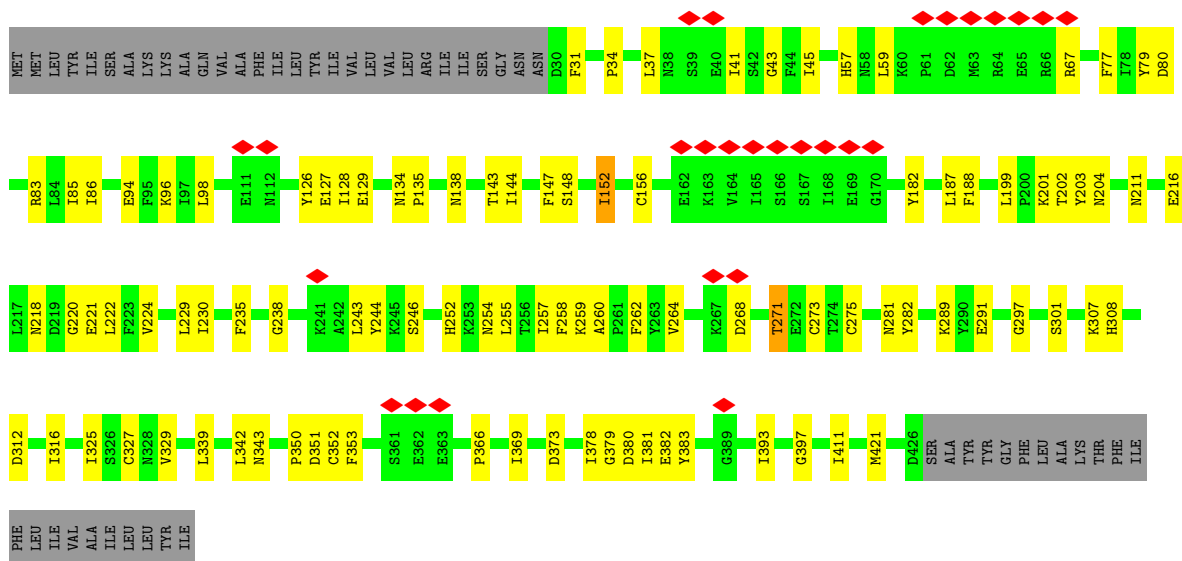 MET MET LEU TYR ILE SER ALA LYS LYS ALA GLN VAL ALA PHE ILE LEU TYR ILE VAL LEU VAL LEU ARG ILE ILE SER GLY ASN ASN D30 F31 P34 L37 N38 S39 E40 I41 S42 G43 F44 I45 H57 N58 L59 K60 P61 D62 M63 R64 E65 R66 R67 F77 I78 Y79 D80
R83 L84 I85 I86 E94 F95 K96 I97 L98 E111 N112 Y126 E127 I128 E129 N134 P135 N138 T143 I144 F147 S148 I152 C156 E162 K163 V164 I165 S166 S167 I168 E169 G170 Y182 L187 F188 L199 P200 K201 T202 Y203 N204 N211 E216
L217 N218 D219 G220 E221 L222 F223 V224 L229 I230 F235 G238 K241 A242 L243 Y244 K245 S246 H252 K253 N254 L255 T256 I257 F258 K259 A260 P261 F262 Y263 V264 K267 D268 T271 E272 C273 T274 C275 N281 Y282 K289 Y290 E291 G297 S301 K307 H308
D312 I316 I325 S326 C327 N328 V329 L339 L342 N343 P350 D351 C352 F353 S361 E362 E363 P366 I369 D373 I378 G379 D380 I381 E382 Y383 G389 I393 G397 I411 M421 D426 SER ALA TYR TYR GLY PHE LEU ALA LYS THR PHE ILE
PHE LEU ILE VAL ALA ILE LEU LEU TYR ILE